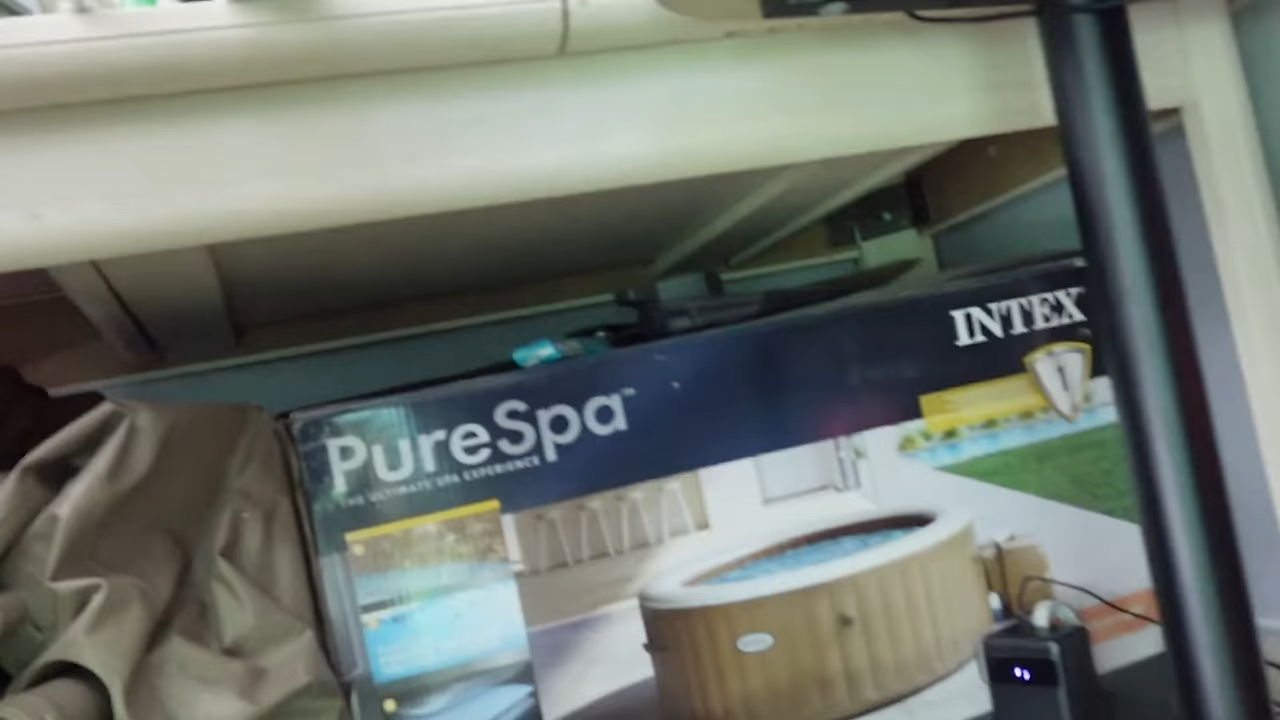 INTEX
PureSpa™
THE ULTIMATE SPA EXPERIENCE